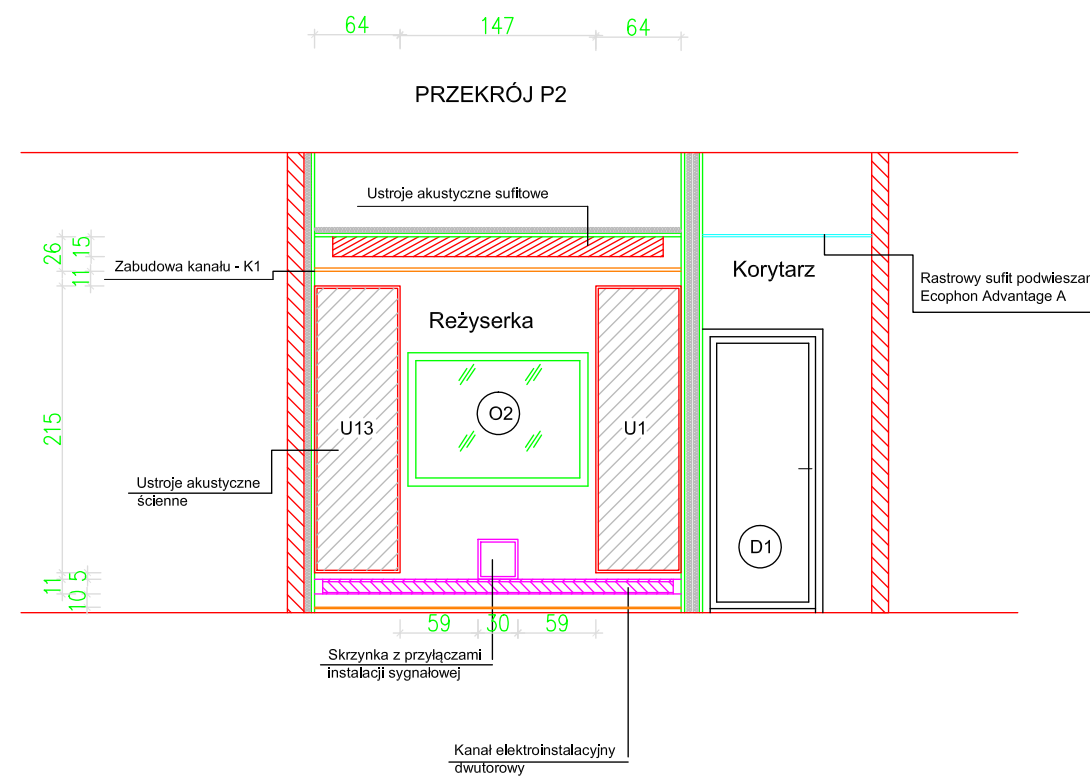 64 147 64
PRZEKRÓJ P2
Ustroje akustyczne sufitowe
26 15
11
Zabudowa kanału - K1
Korytarz
Rastrowy sufit podwieszan
Ecophon Advantage A
Reżyserka
O2
U13
U1
215
Ustroje akustyczne
ścienne
D1
11 5
10
59 30 59
Skrzynka z przyłączami
instalacji sygnałowej
Kanał elektroinstalacyjny
dwutorowy